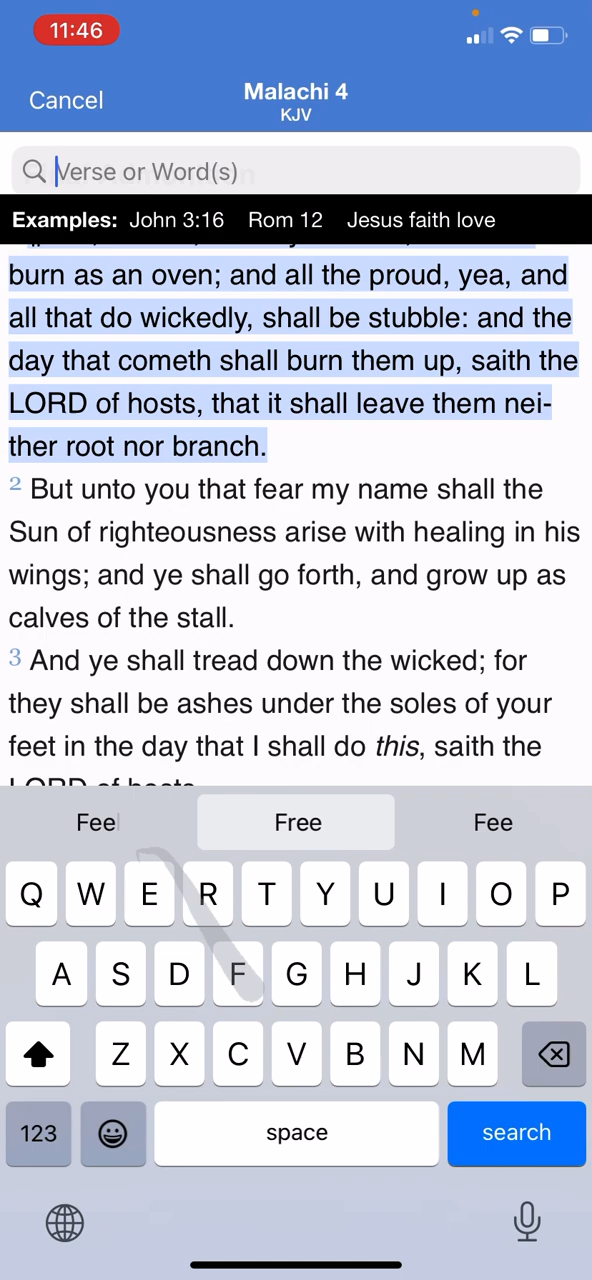 11:46
Cancel
Malachi 4
KJV
Verse or Word(s)
Examples: John 3:16 Rom 12 Jesus faith love
burn as an oven; and all the proud, yea, and
all that do wickedly, shall be stubble: and the
day that cometh shall burn them up, saith the
LORD of hosts, that it shall leave them nei-
ther root nor branch.
2 But unto you that fear my name shall the
Sun of righteousness arise with healing in his
wings; and ye shall go forth, and grow up as
calves of the stall.
3 And ye shall tread down the wicked; for
they shall be ashes under the soles of your
feet in the day that I shall do this, saith the
LORD of hosts
Feel Free Fee
Q W E R T Y U I O P
A S D F G H J K L
Z X C V B N M
123 space search